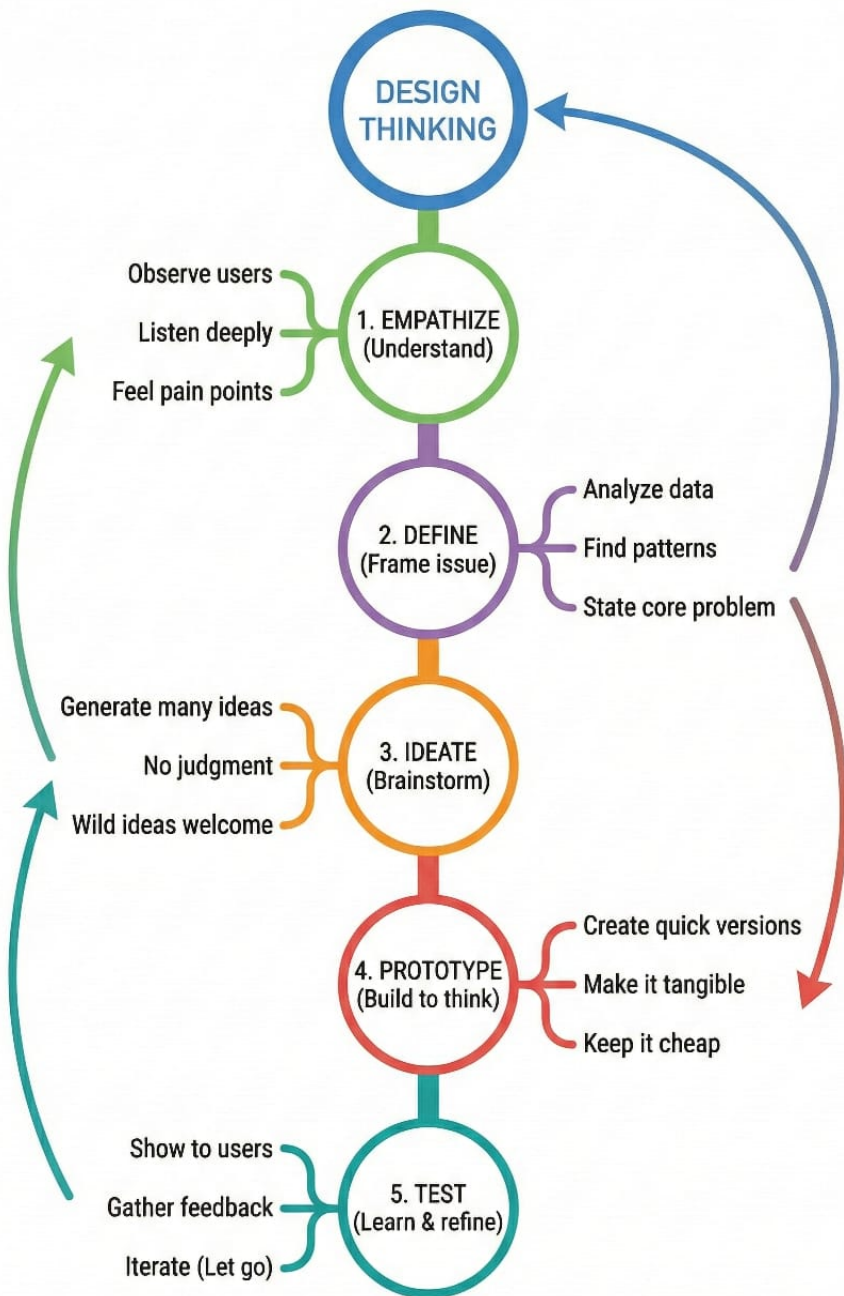 DESIGN
THINKING
Observe users
Listen deeply
Feel pain points
1. EMPATHIZE
(Understand)
2. DEFINE
(Frame issue)
Analyze data
Find patterns
State core problem
Generate many ideas
No judgment
Wild ideas welcome
3. IDEATE
(Brainstorm)
4. PROTOTYPE
(Build to think)
Create quick versions
Make it tangible
Keep it cheap
Show to users
Gather feedback
Iterate (Let go)
5. TEST
(Learn & refine)